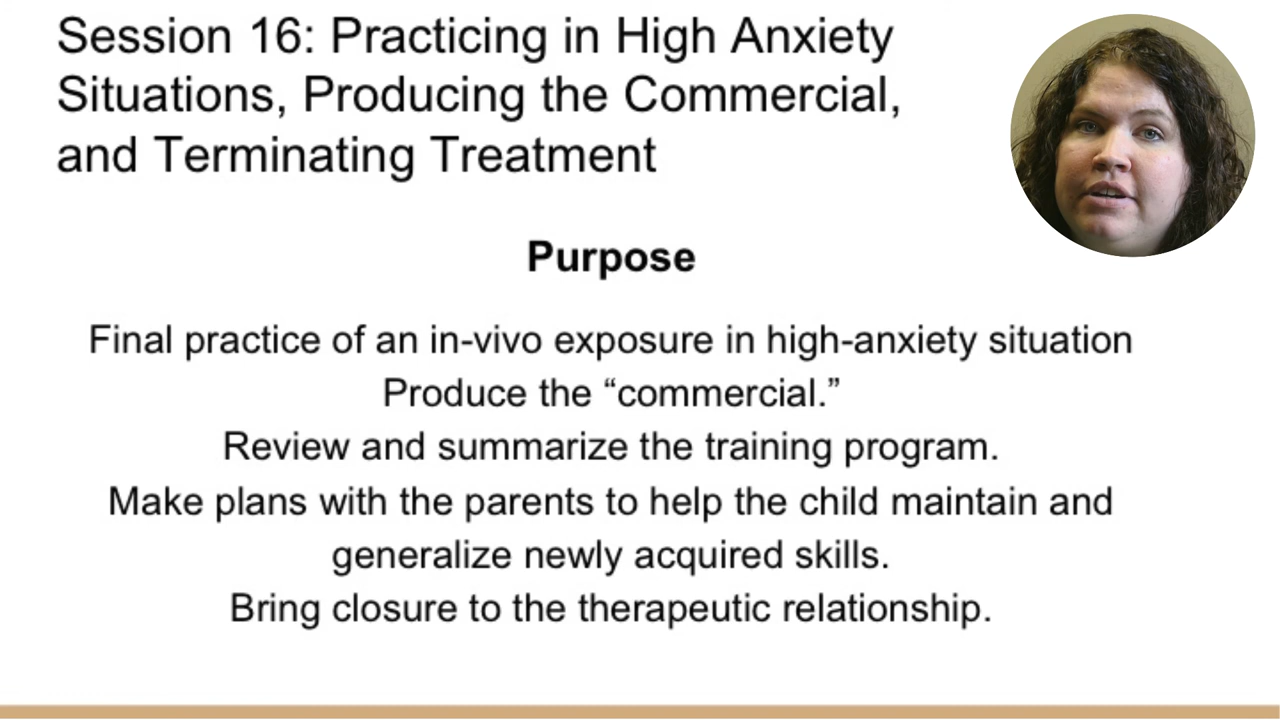 Session 16: Practicing in High Anxiety
Situations, Producing the Commercial,
and Terminating Treatment
Purpose
Final practice of an in-vivo exposure in high-anxiety situation
Produce the “commercial.”
Review and summarize the training program.
Make plans with the parents to help the child maintain and
generalize newly acquired skills.
Bring closure to the therapeutic relationship.